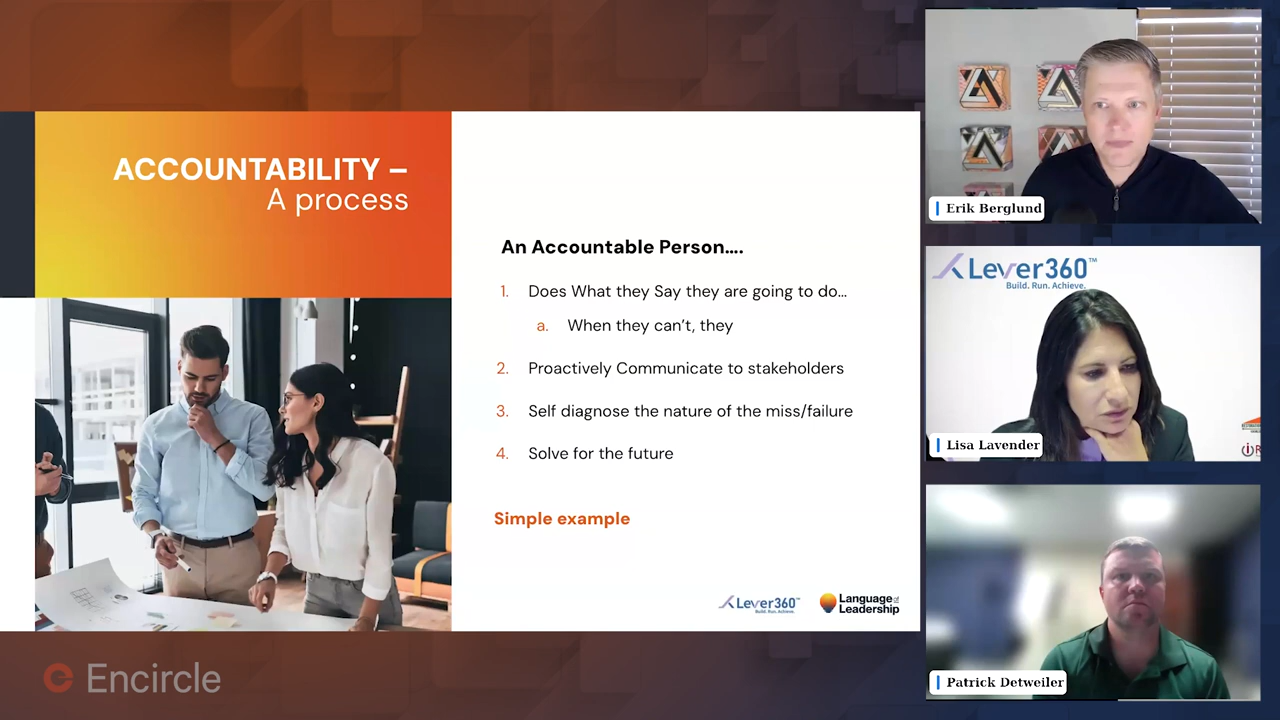 ACCOUNTABILITY –
A process
An Accountable Person....
1. Does What they Say they are going to do...
a. When they can't, they
2. Proactively Communicate to stakeholders
3. Self diagnose the nature of the miss/failure
4. Solve for the future
Simple example
Lever360™
Build. Run. Achieve.
Language of
Leadership
Encircle
Erik Berglund
Lever360™
Build. Run. Achieve.
Lisa Lavender
Patrick Detweiler